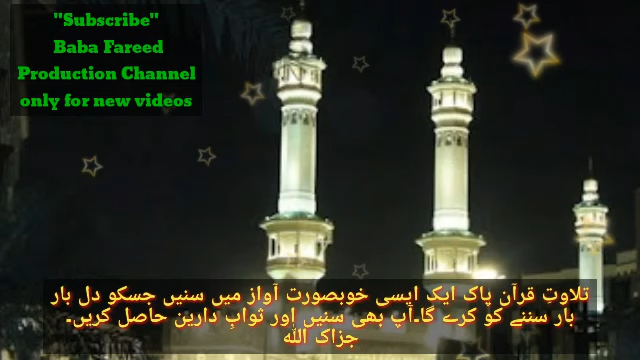 "Subscribe"
Baba Fareed
Production Channel
only for new videos
تلاوتِ قرآن پاک ایک ایسی خوبصورت آواز میں سنیں جسکو دل بار
بار سننے کو کرے گا۔آپ بھی سنیں اور ثوابِ دارین حاصل کریں۔
جزاک اللّٰہ